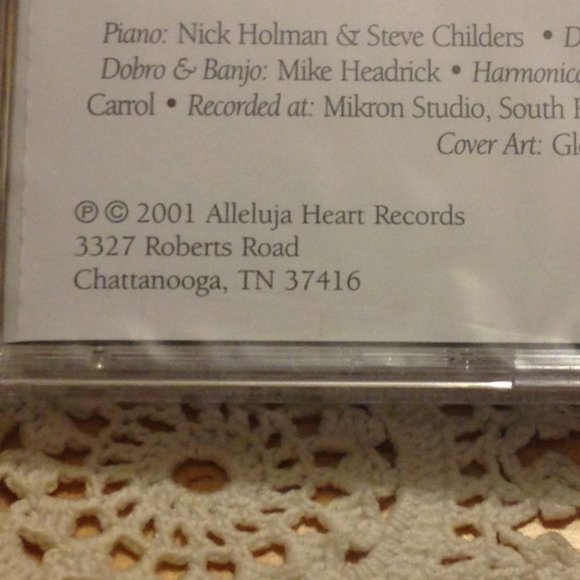 Piano: Nick Holman & Steve Childers •
Dobro & Banjo: Mike Headrick •
Carrol • Recorded at: Mikron Studio, South
Cover Art:
℗ © 2001 Alleluja Heart Records
3327 Roberts Road
Chattanooga, TN 37416